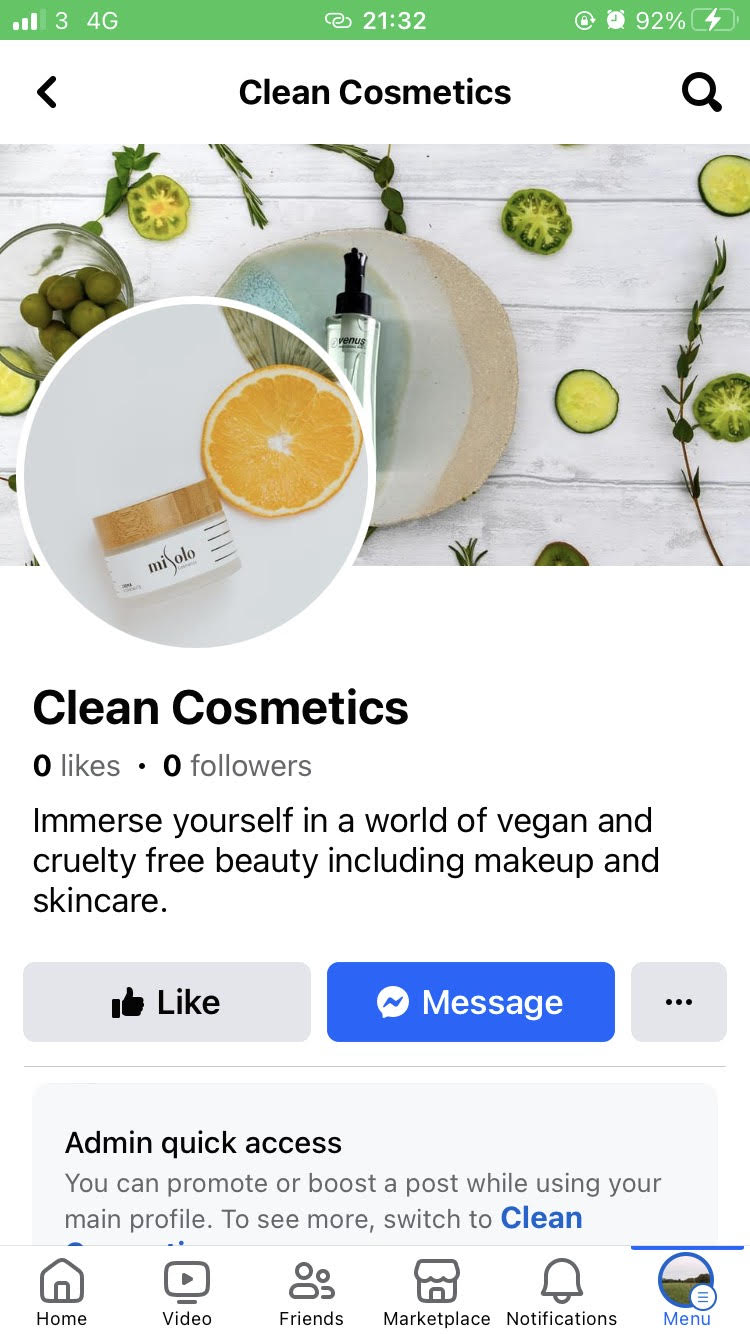 3 4G 21:32 92%
Clean Cosmetics
venus
miSolo
Clean Cosmetics
0 likes • 0 followers
Immerse yourself in a world of vegan and
cruelty free beauty including makeup and
skincare.
Like
Message
Admin quick access
You can promote or boost a post while using your
main profile. To see more, switch to Clean
Home Video Friends Marketplace Notifications Menu